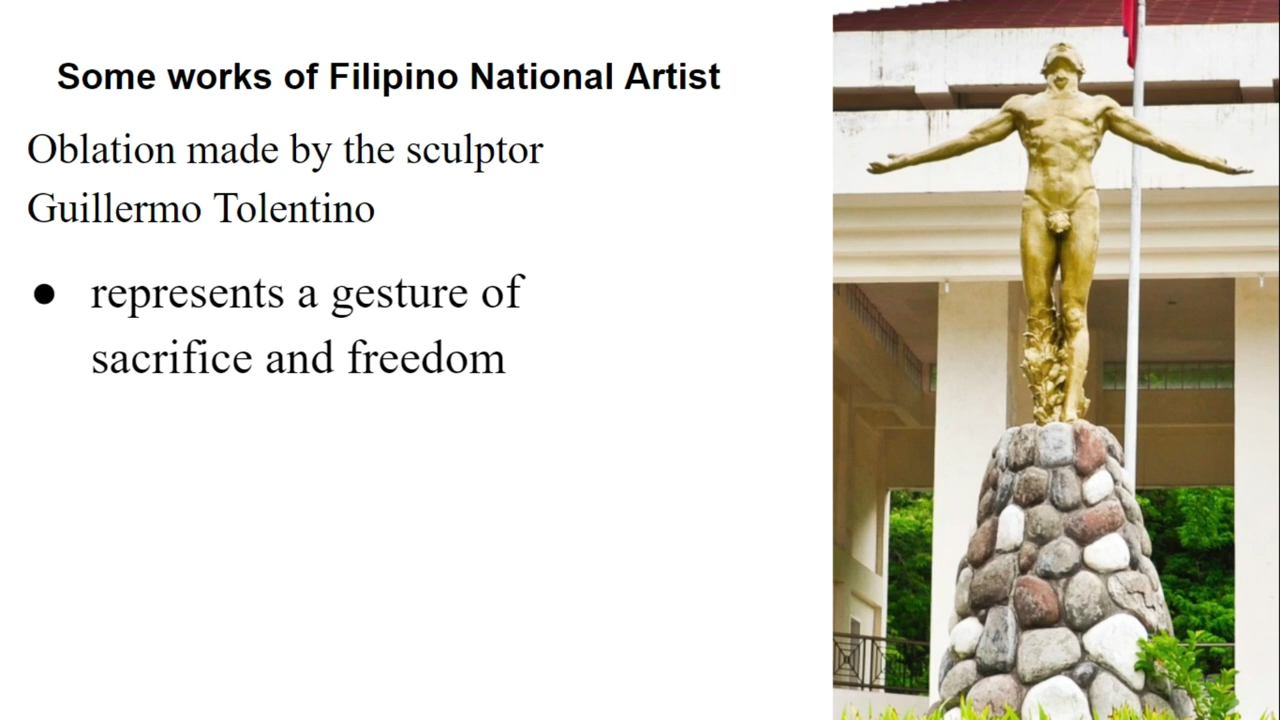 Some works of Filipino National Artist
Oblation made by the sculptor
Guillermo Tolentino
● represents a gesture of
sacrifice and freedom